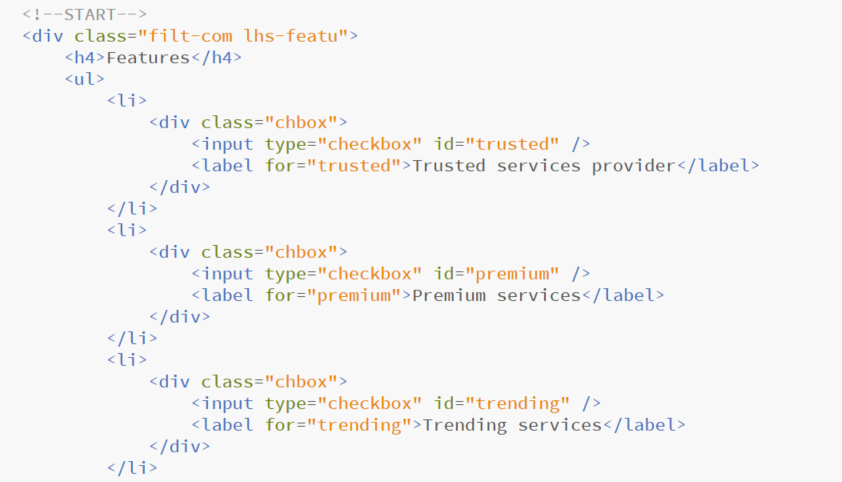 <!--START-->
<div class="filt-com lhs-featu">
<h4>Features</h4>
<ul>
<li>
<div class="chbox">
<input type="checkbox" id="trusted" />
<label for="trusted">Trusted services provider</label>
</div>
</li>
<li>
<div class="chbox">
<input type="checkbox" id="premium" />
<label for="premium">Premium services</label>
</div>
</li>
<li>
<div class="chbox">
<input type="checkbox" id="trending" />
<label for="trending">Trending services</label>
</div>
</li>